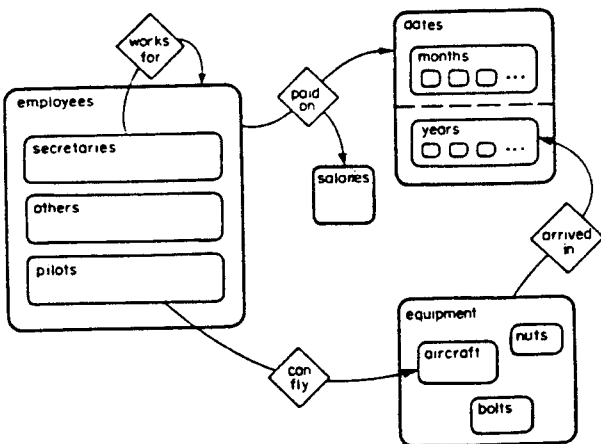 works
for
dates
months
...
employees
paid
on
years
...
secretaries
salaries
others
arrived
in
pilots
equipment
nuts
aircraft
can
fly
bolts